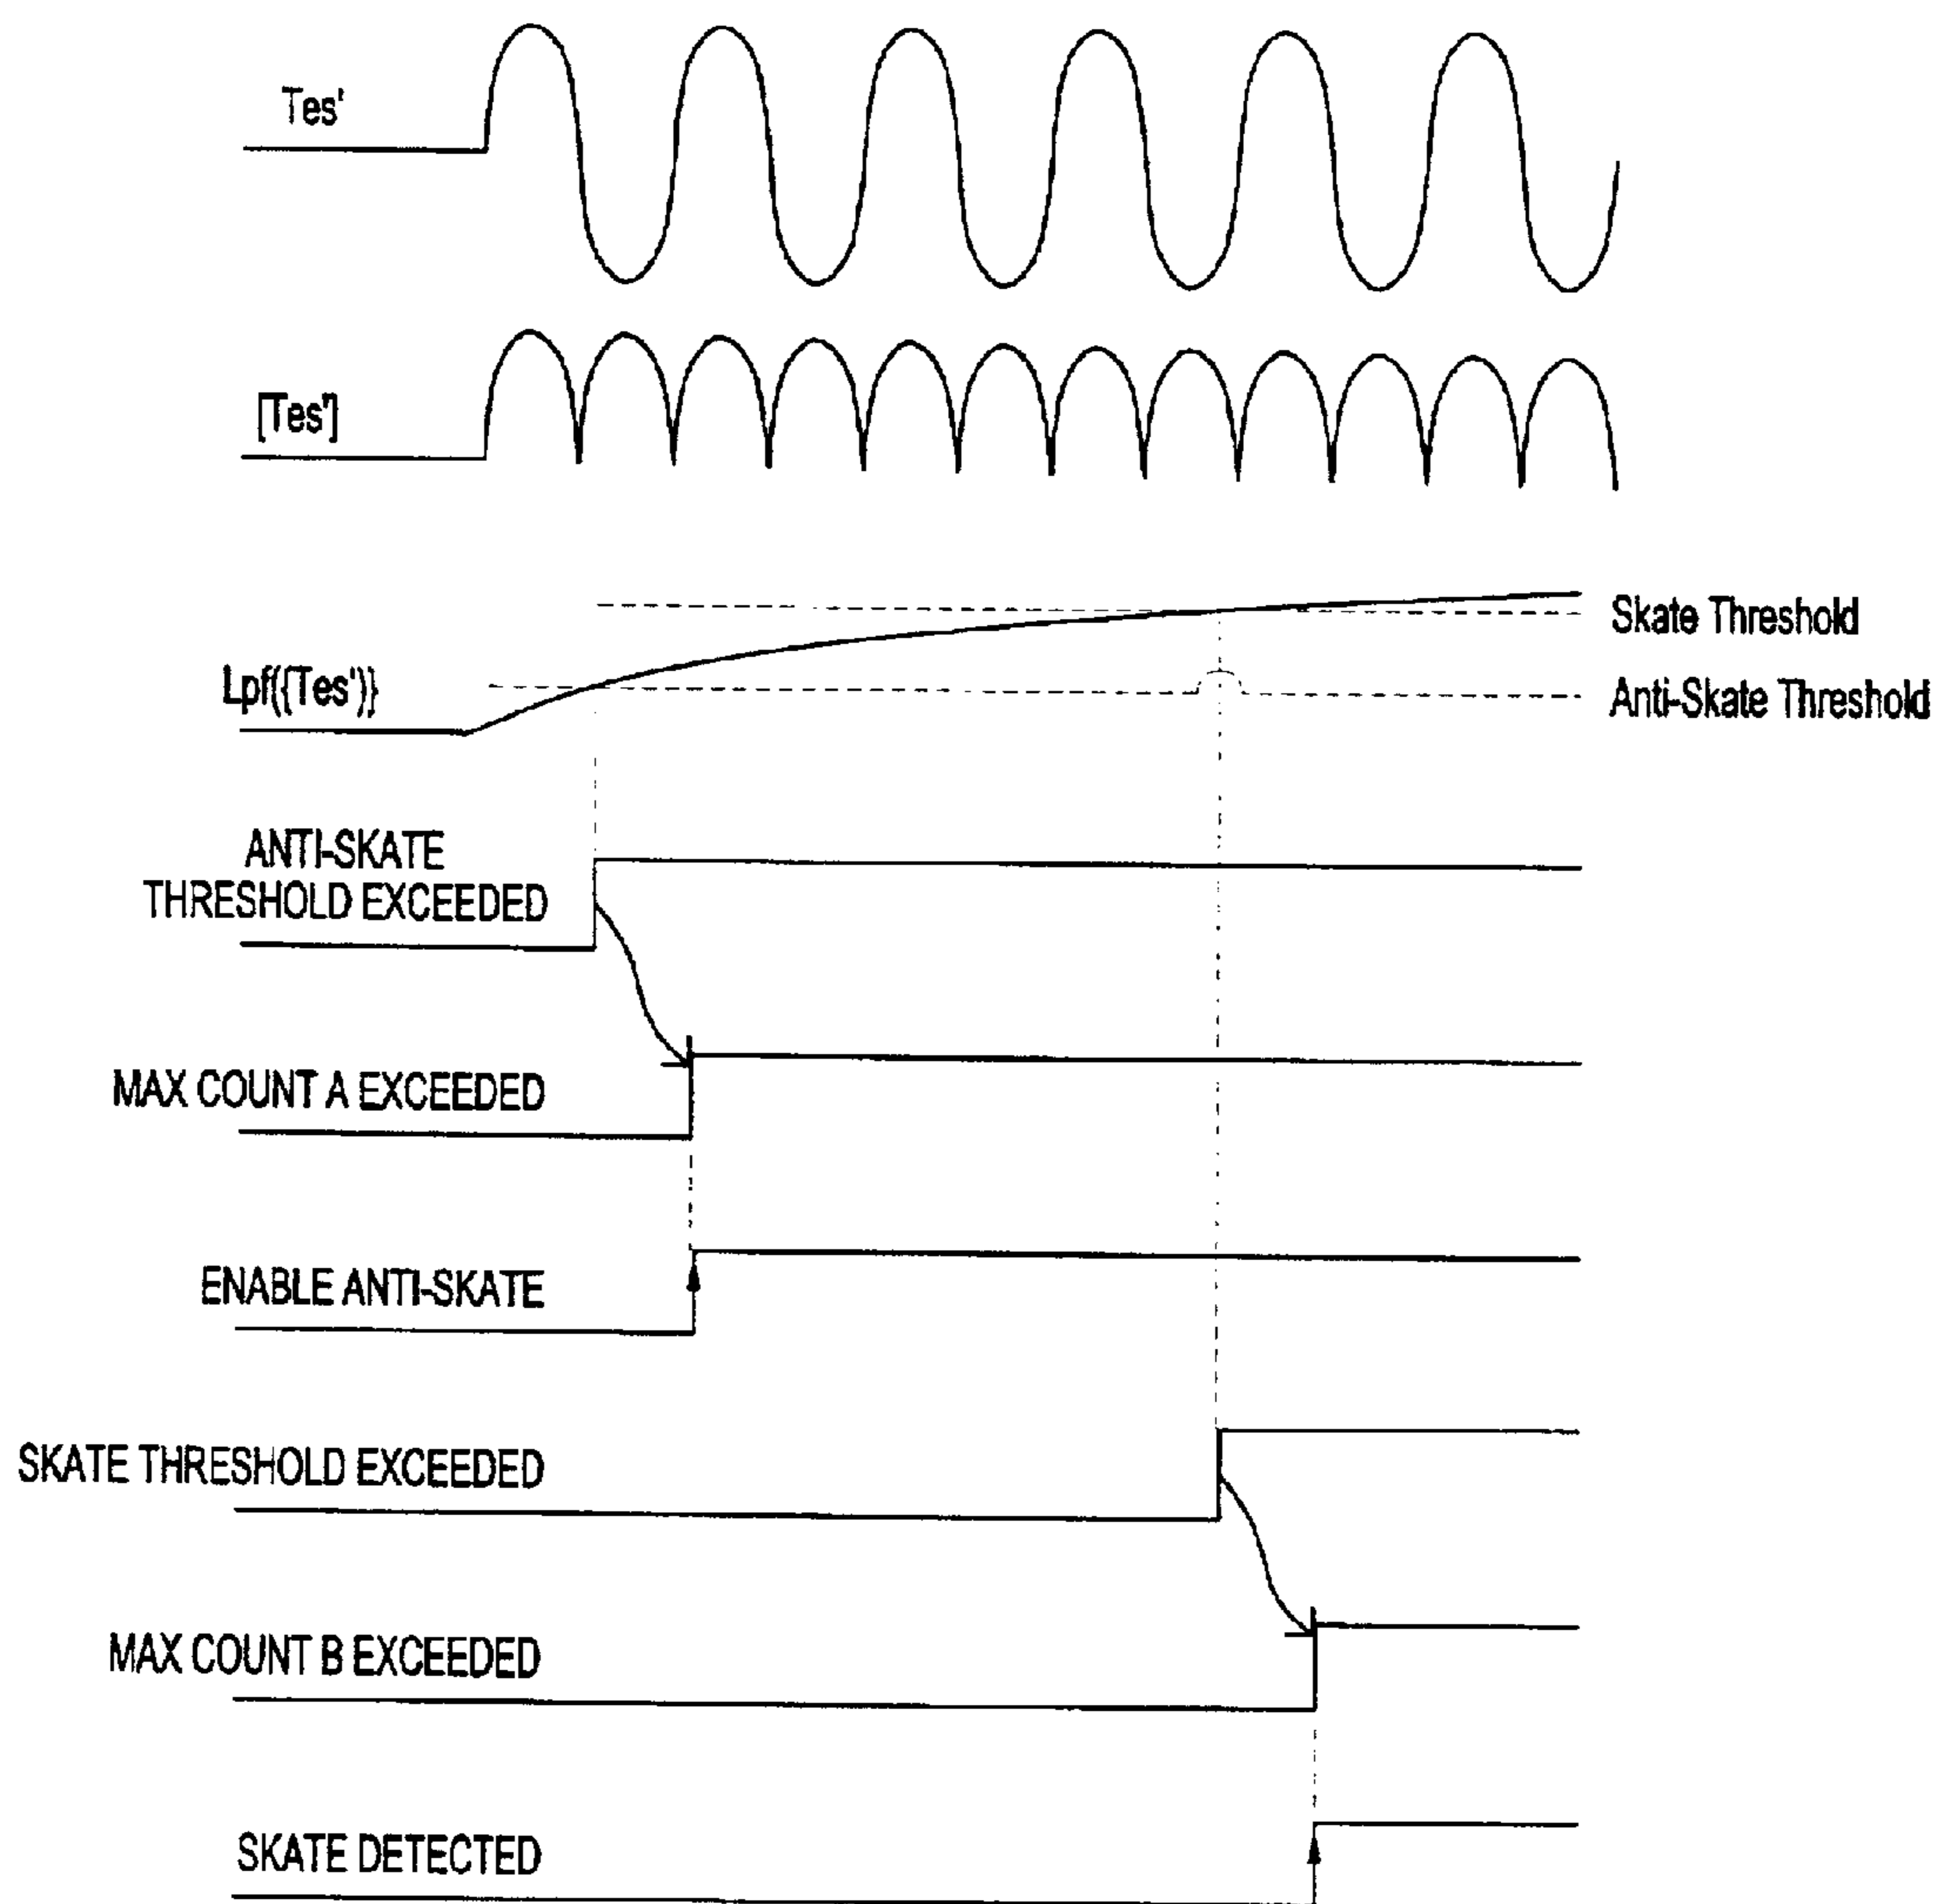 Tes'
[Tes']
Skate Threshold
Lpf({Tes')}
Anti-Skate Threshold
ANTI-SKATE
THRESHOLD EXCEEDED
MAX COUNT A EXCEEDED
ENABLE ANTI-SKATE
SKATE THRESHOLD EXCEEDED
MAX COUNT B EXCEEDED
SKATE DETECTED